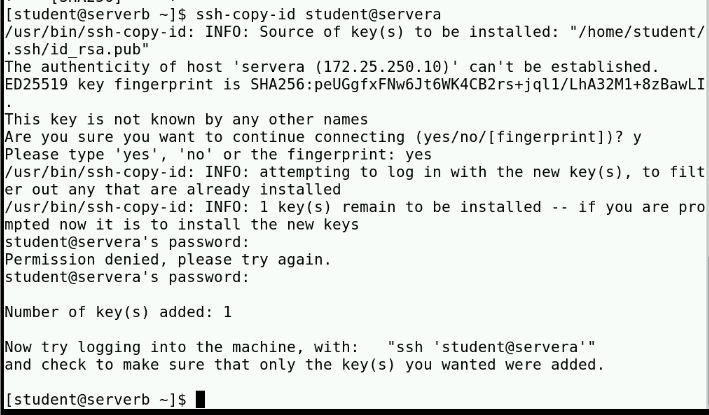 [student@serverb ~]$ ssh-copy-id student@servera
/usr/bin/ssh-copy-id: INFO: Source of key(s) to be installed: "/home/student/
.ssh/id_rsa.pub"
The authenticity of host 'servera (172.25.250.10)' can't be established.
ED25519 key fingerprint is SHA256:peUGgfxFNw6Jt6WK4CB2rs+jql1/LhA32M1+8zBawLI
.
This key is not known by any other names
Are you sure you want to continue connecting (yes/no/[fingerprint])? y
Please type 'yes', 'no' or the fingerprint: yes
/usr/bin/ssh-copy-id: INFO: attempting to log in with the new key(s), to filt
er out any that are already installed
/usr/bin/ssh-copy-id: INFO: 1 key(s) remain to be installed -- if you are pro
mpted now it is to install the new keys
student@servera's password:
Permission denied, please try again.
student@servera's password:
Number of key(s) added: 1
Now try logging into the machine, with:   "ssh 'student@servera'"
and check to make sure that only the key(s) you wanted were added.
[student@serverb ~]$